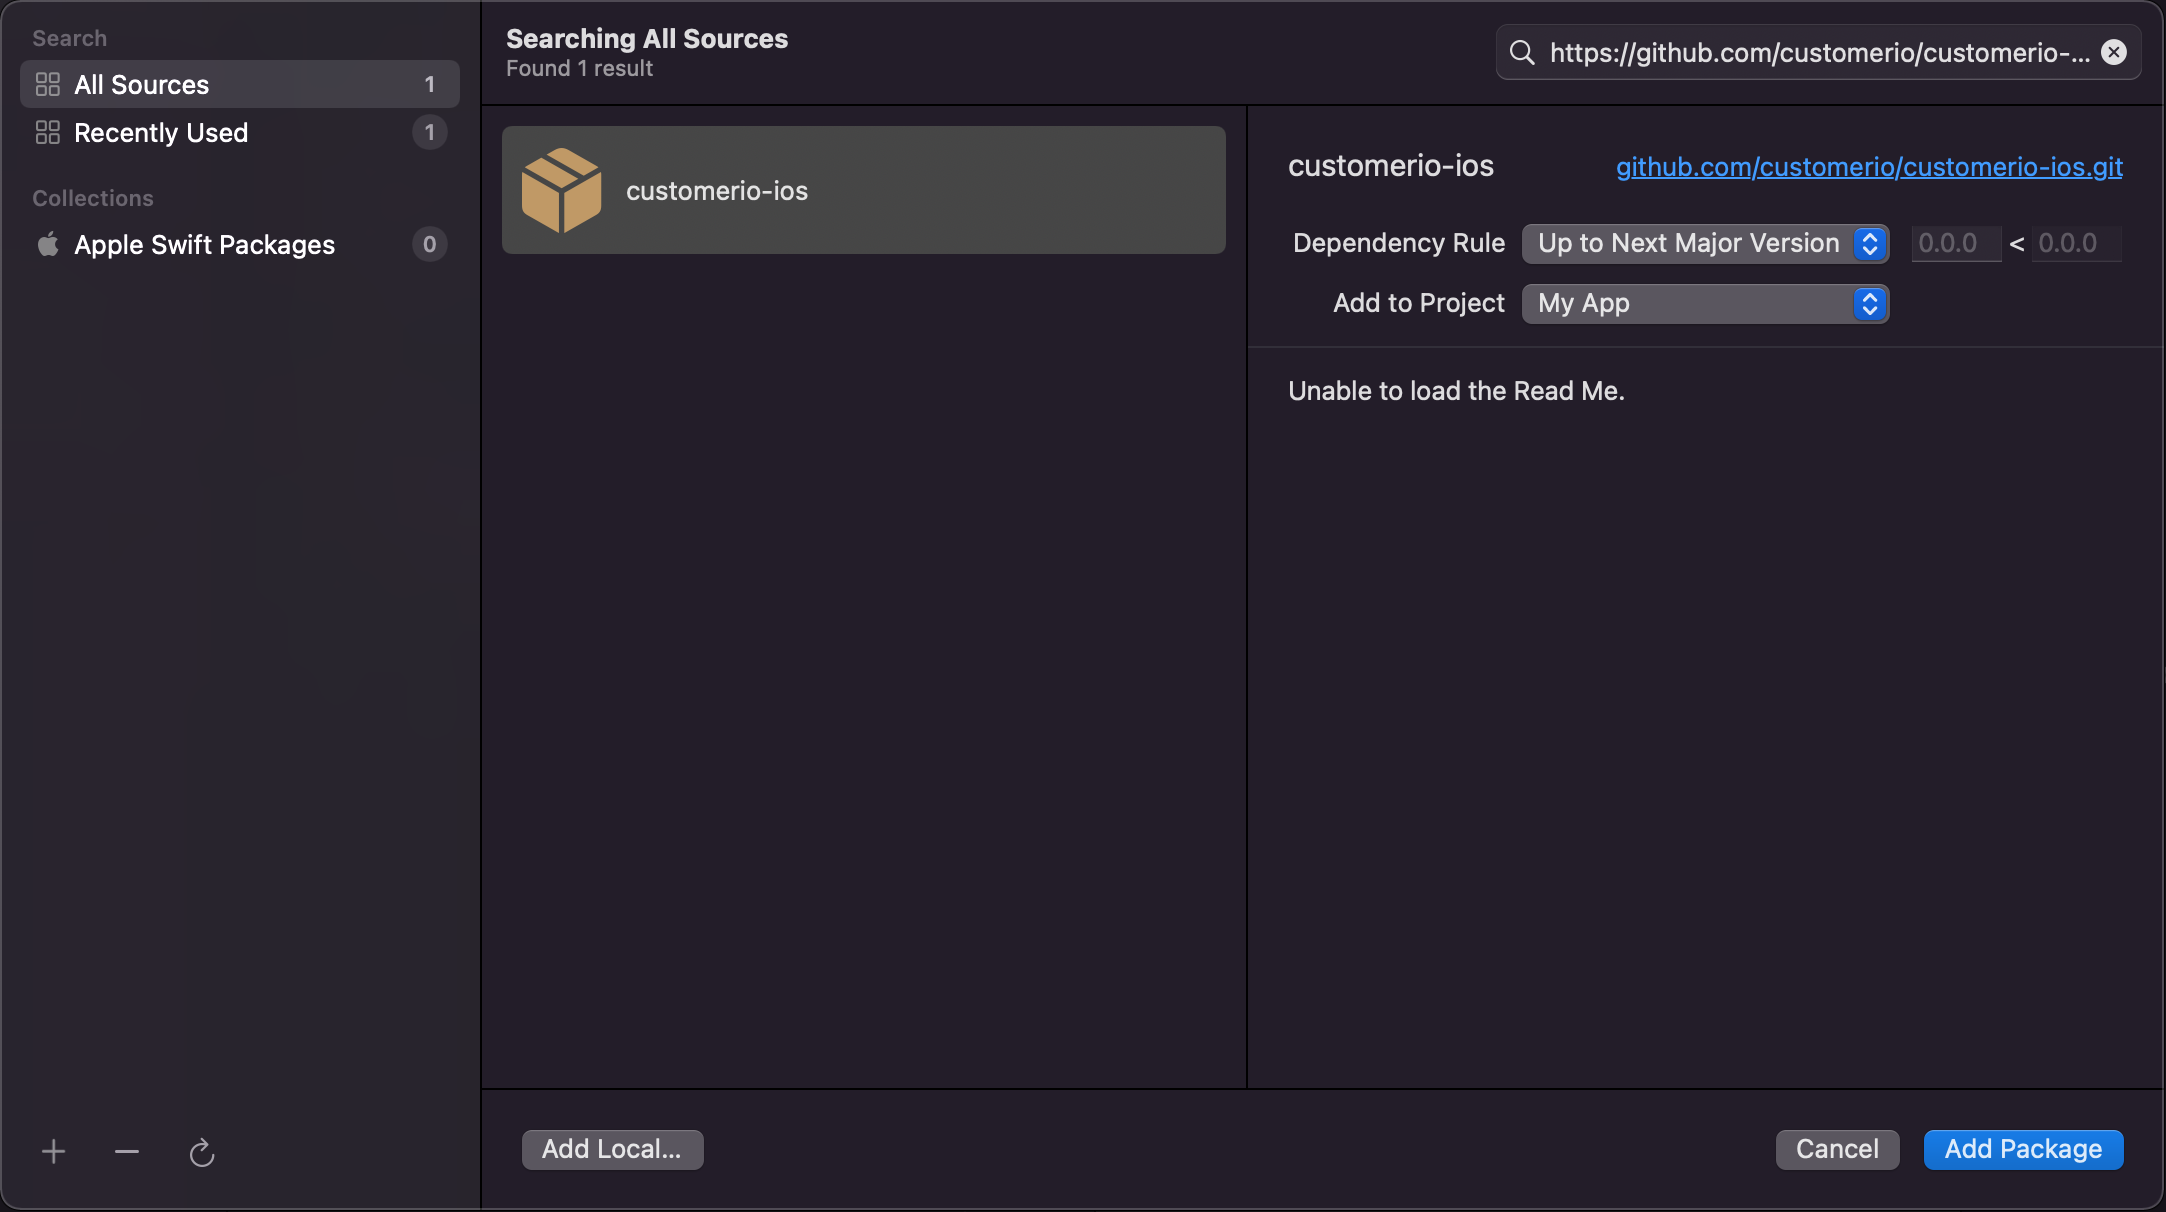 Search
All Sources 1
Recently Used 1
Collections
Apple Swift Packages 0
Searching All Sources
Found 1 result
https://github.com/customerio/customerio-...
customerio-ios
customerio-ios github.com/customerio/customerio-ios.git
Dependency Rule Up to Next Major Version 0.0.0 < 0.0.0
Add to Project My App
Unable to load the Read Me.
Add Local... Cancel Add Package